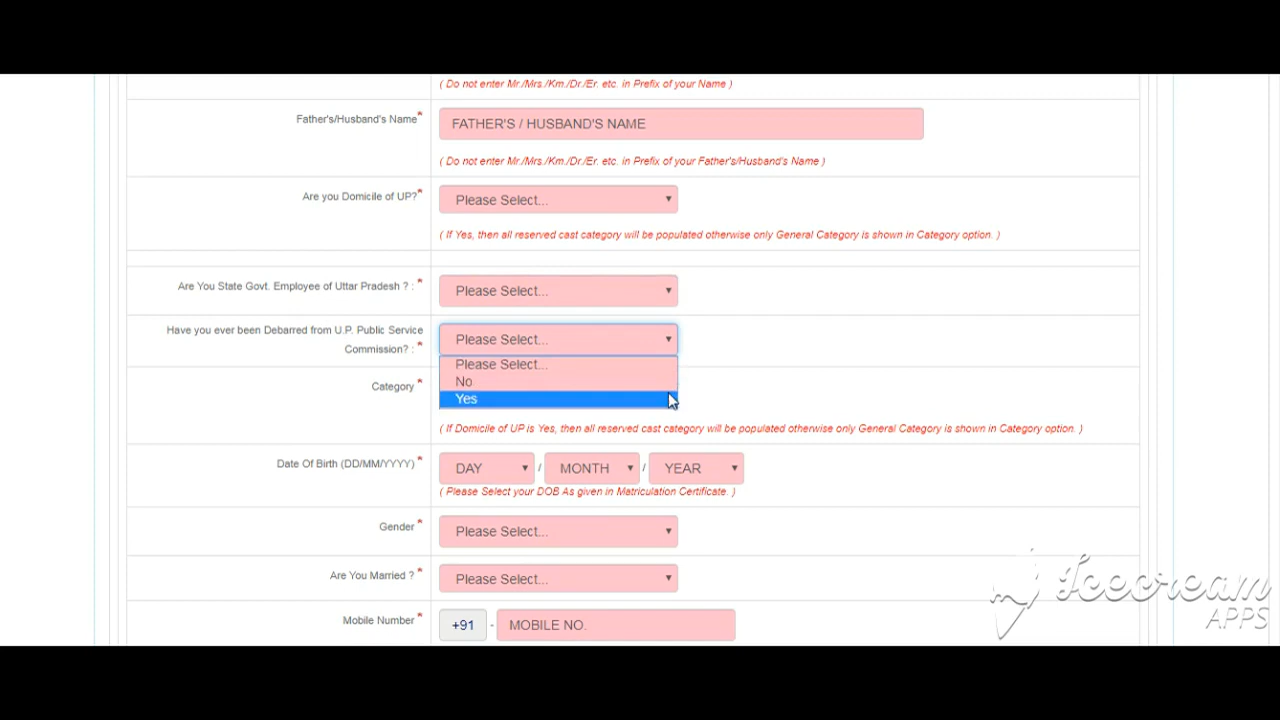 ( Do not enter Mr./Mrs./Km./Dr./Er. etc. in Prefix of your Name )
Father's/Husband's Name*
FATHER'S / HUSBAND'S NAME
( Do not enter Mr./Mrs./Km./Dr./Er. etc. in Prefix of your Father's/Husband's Name )
Are you Domicile of UP?*
Please Select...
( If Yes, then all reserved cast category will be populated otherwise only General Category is shown in Category option. )
Are You State Govt. Employee of Uttar Pradesh ? : *
Please Select...
Have you ever been Debarred from U.P. Public Service
Commission? : *
Please Select...
Please Select...
No
Yes
Category *
( If Domicile of UP is Yes, then all reserved cast category will be populated otherwise only General Category is shown in Category option. )
Date Of Birth (DD/MM/YYYY) *
DAY / MONTH / YEAR
( Please Select your DOB As given in Matriculation Certificate. )
Gender *
Please Select...
Are You Married ? *
Please Select...
Mobile Number *
+91 - MOBILE NO.
Icecream
APPS